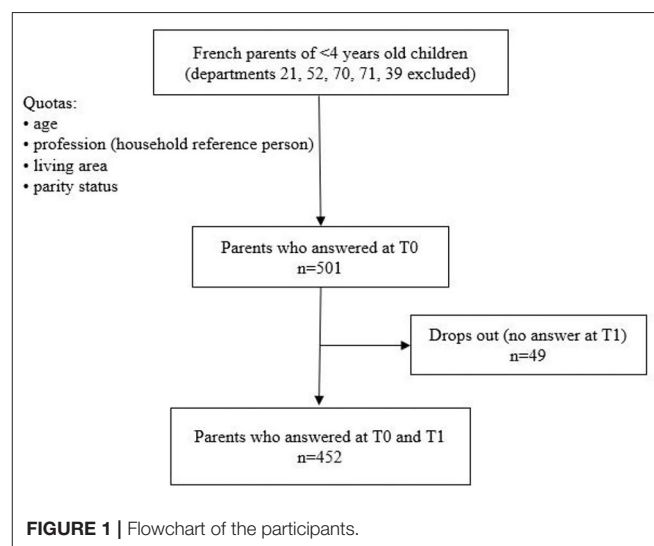 French parents of <4 years old children
(departments 21, 52, 70, 71, 39 excluded)
Quotas:
• age
• profession (household reference person)
• living area
• parity status
Parents who answered at T0
n=501
Drops out (no answer at T1)
n=49
Parents who answered at T0 and T1
n=452
FIGURE 1 | Flowchart of the participants.